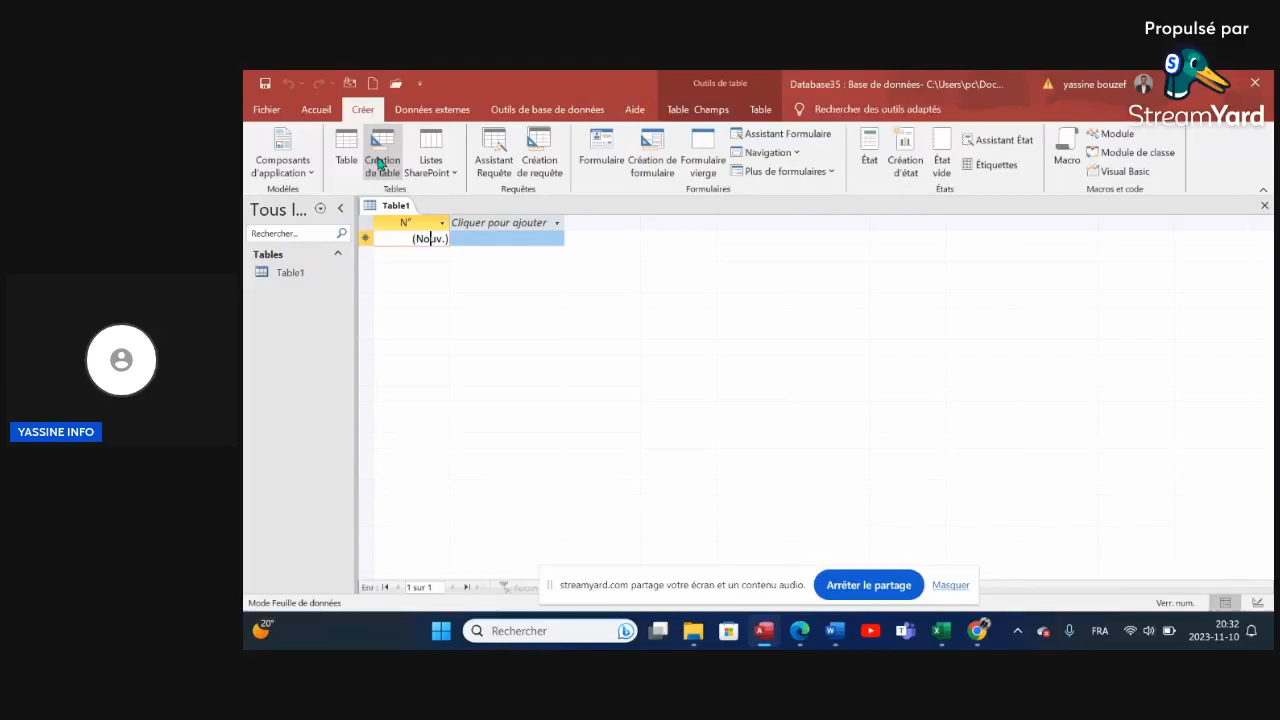 Propulsé par
StreamYard
Outils de table
Database35 : Base de données- C:\Users\pc\Doc...
yassine bouzef
Fichier
Accueil
Créer
Données externes
Outils de base de données
Aide
Table Champs
Table
Rechercher des outils adaptés
Composants d'application
Modèles
Table
Création de table
Listes SharePoint
Tables
Assistant Requête
Création de requête
Requêtes
Formulaire
Création de formulaire
Formulaire vierge
Assistant Formulaire
Navigation
Plus de formulaires
Formulaires
État
Création d'état
État vide
Assistant État
Étiquettes
États
Macro
Module
Module de classe
Visual Basic
Macros et code
Tous l...
Rechercher...
Tables
Table1
Table1
N°
Cliquer pour ajouter
(Nouv.)
YASSINE INFO
Enr :
1 sur 1
Aucun
streamyard.com partage votre écran et un contenu audio.
Arrêter le partage
Masquer
Mode Feuille de données
Verr. num.
20°
Rechercher
FRA
20:32
2023-11-10